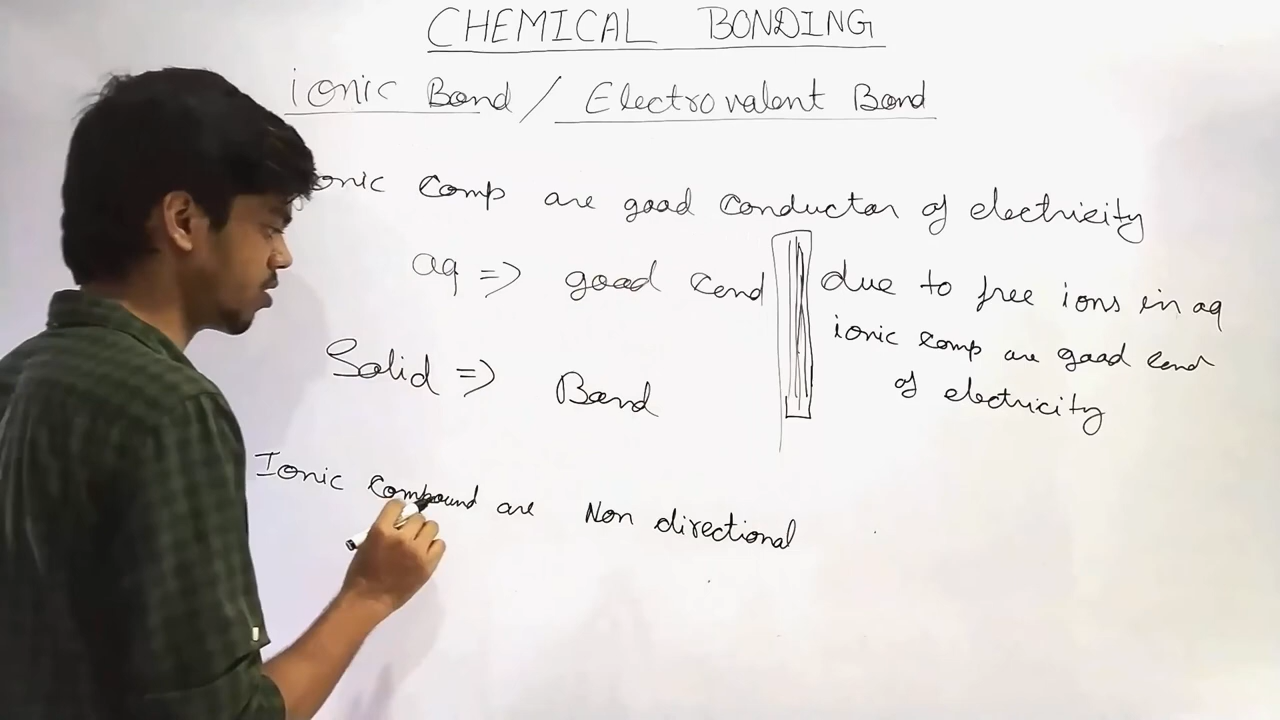 CHEMICAL BONDING
ionic Bond / Electrovalent Bond
onic Comp are good conductor of electricity
aq => good Cond
due to free ions in aq
ionic comp are good Cond
of electricity
Solid => Band
Ionic Compound are Non directional